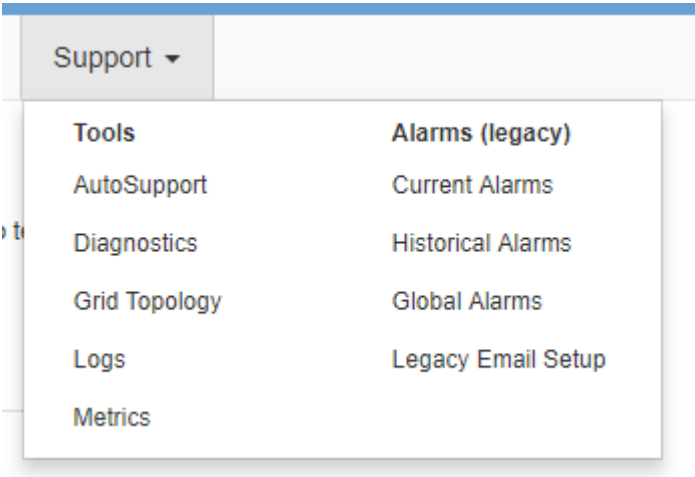 Support
Tools
AutoSupport
Diagnostics
Grid Topology
Logs
Metrics
Alarms (legacy)
Current Alarms
Historical Alarms
Global Alarms
Legacy Email Setup